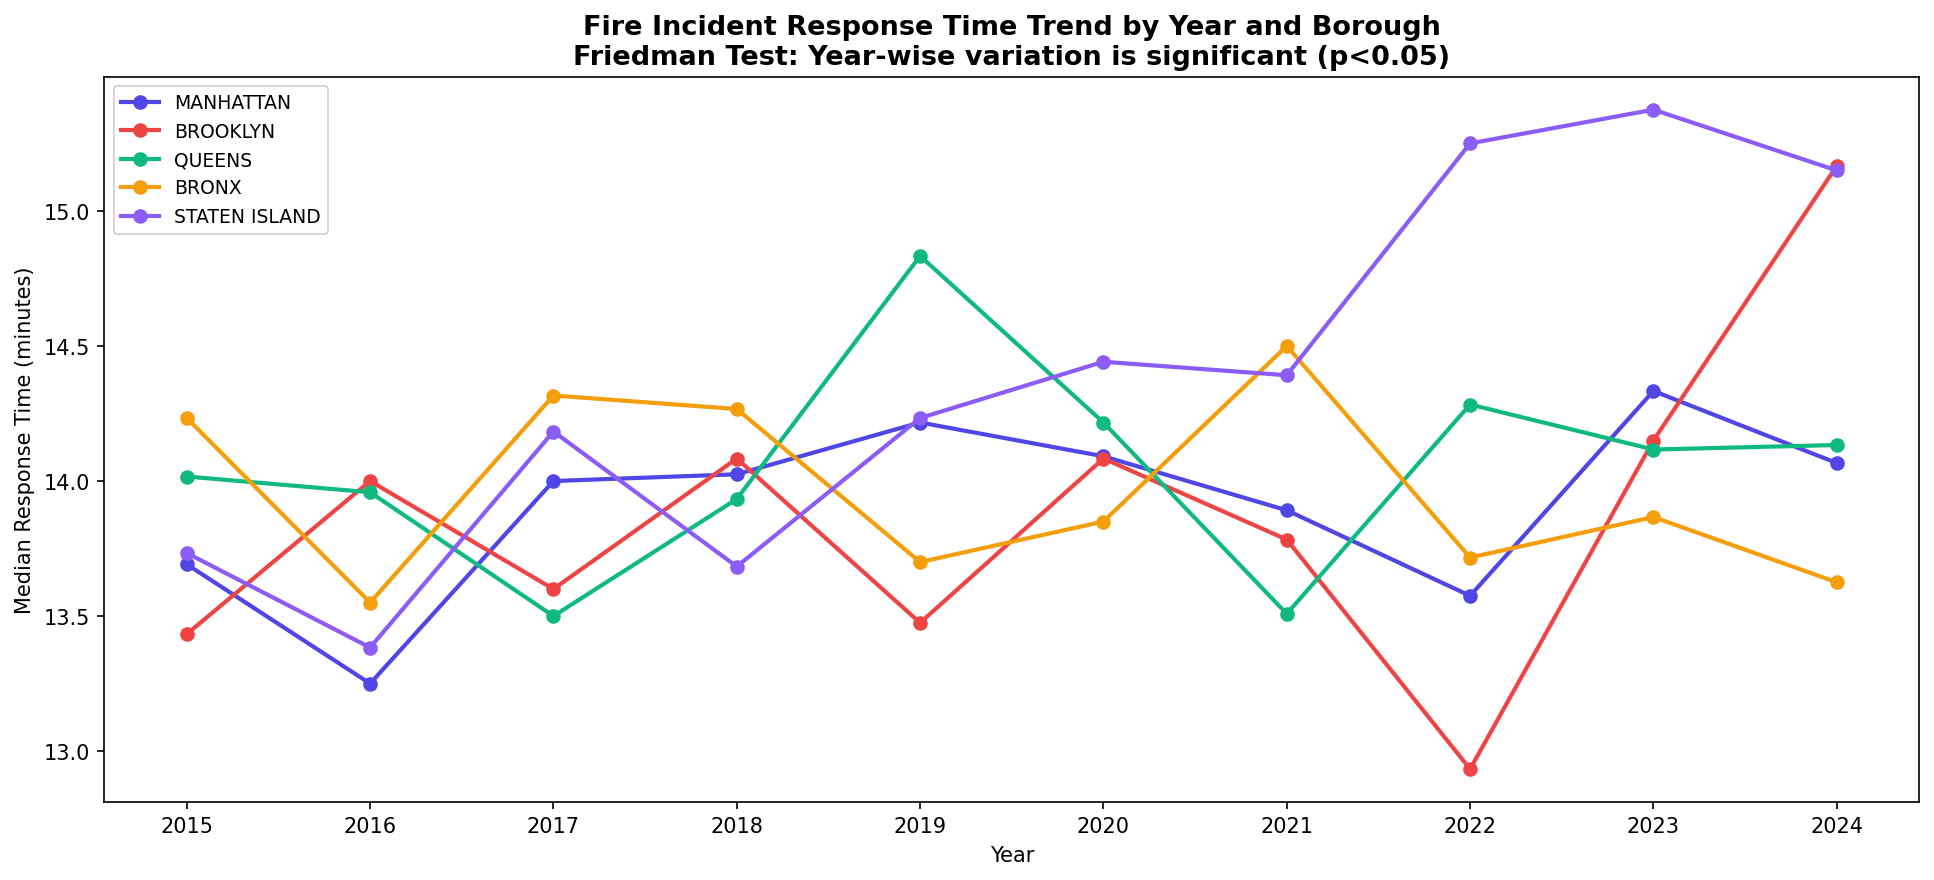 Fire Incident Response Time Trend by Year and Borough
Friedman Test: Year-wise variation is significant (p<0.05)
MANHATTAN
BROOKLYN
QUEENS
BRONX
STATEN ISLAND
Median Response Time (minutes)
15.0
14.5
14.0
13.5
13.0
2015 2016 2017 2018 2019 2020 2021 2022 2023 2024
Year